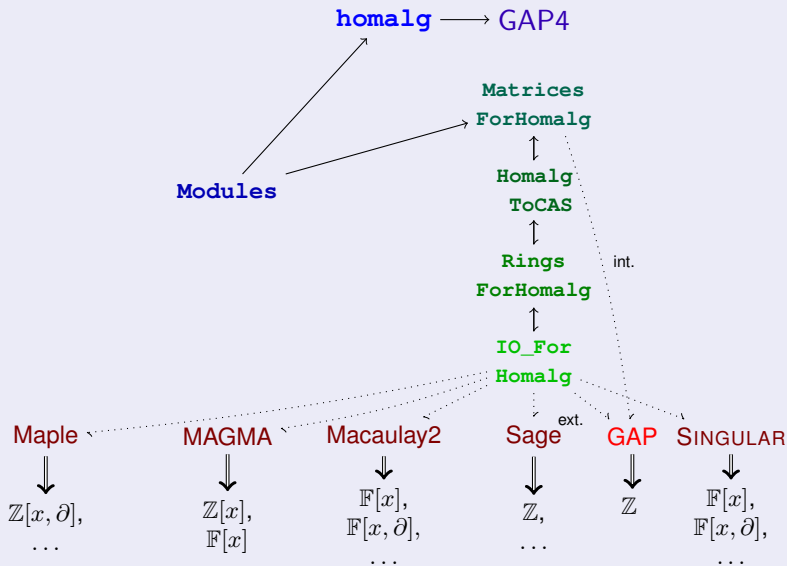 homalg GAP4
Matrices
ForHomalg
Modules
Homalg
ToCAS
Rings
int.
ForHomalg
IO_For
Homalg
ext.
Maple MAGMA Macaulay2 Sage GAP SINGULAR
ℤ[x, ∂], ℤ[x], 𝔽[x], ℤ, ℤ 𝔽[x],
... 𝔽[x] 𝔽[x, ∂], ... 𝔽[x, ∂],
... ...